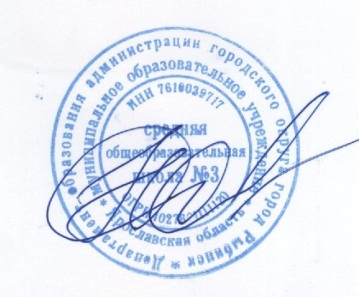 * Департамент образования администрации городского округа город Рыбинск
* муниципальное образовательное учреждение *
ИНН 7610039717
средняя
общеобразовательная
школа №3
Ярославская область